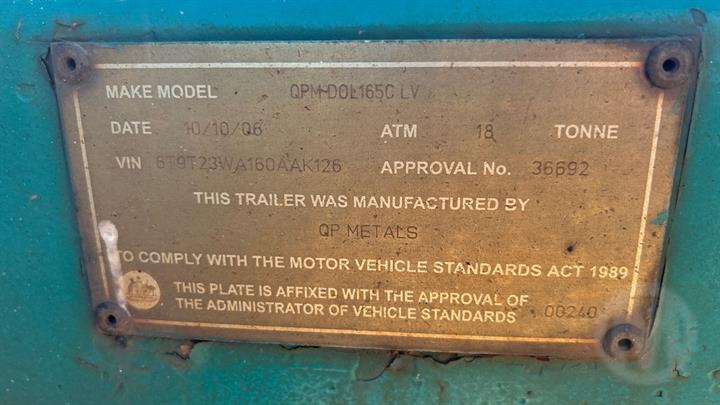 MAKE MODEL QPM DOL165C LV
DATE 10/10/06 ATM 18 TONNE
VIN 6T9T23WA160AAK126 APPROVAL No. 36692
THIS TRAILER WAS MANUFACTURED BY
QP METALS
TO COMPLY WITH THE MOTOR VEHICLE STANDARDS ACT 1989
THIS PLATE IS AFFIXED WITH THE APPROVAL OF
THE ADMINISTRATOR OF VEHICLE STANDARDS 00240